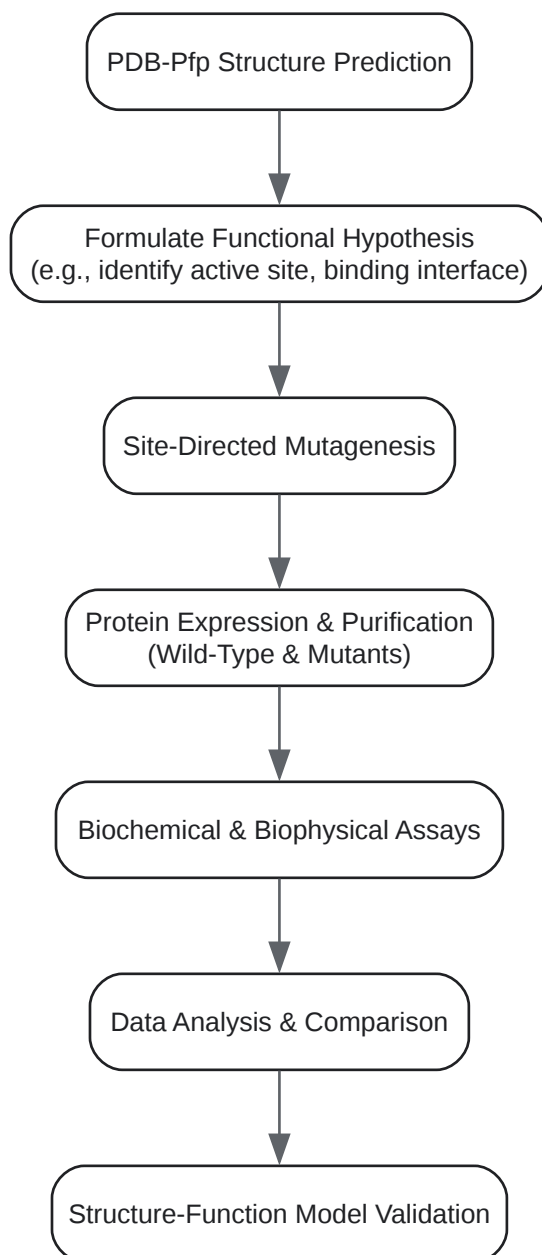 PDB-Pfp Structure Prediction
Formulate Functional Hypothesis
(e.g., identify active site, binding interface)
Site-Directed Mutagenesis
Protein Expression & Purification
(Wild-Type & Mutants)
Biochemical & Biophysical Assays
Data Analysis & Comparison
Structure-Function Model Validation